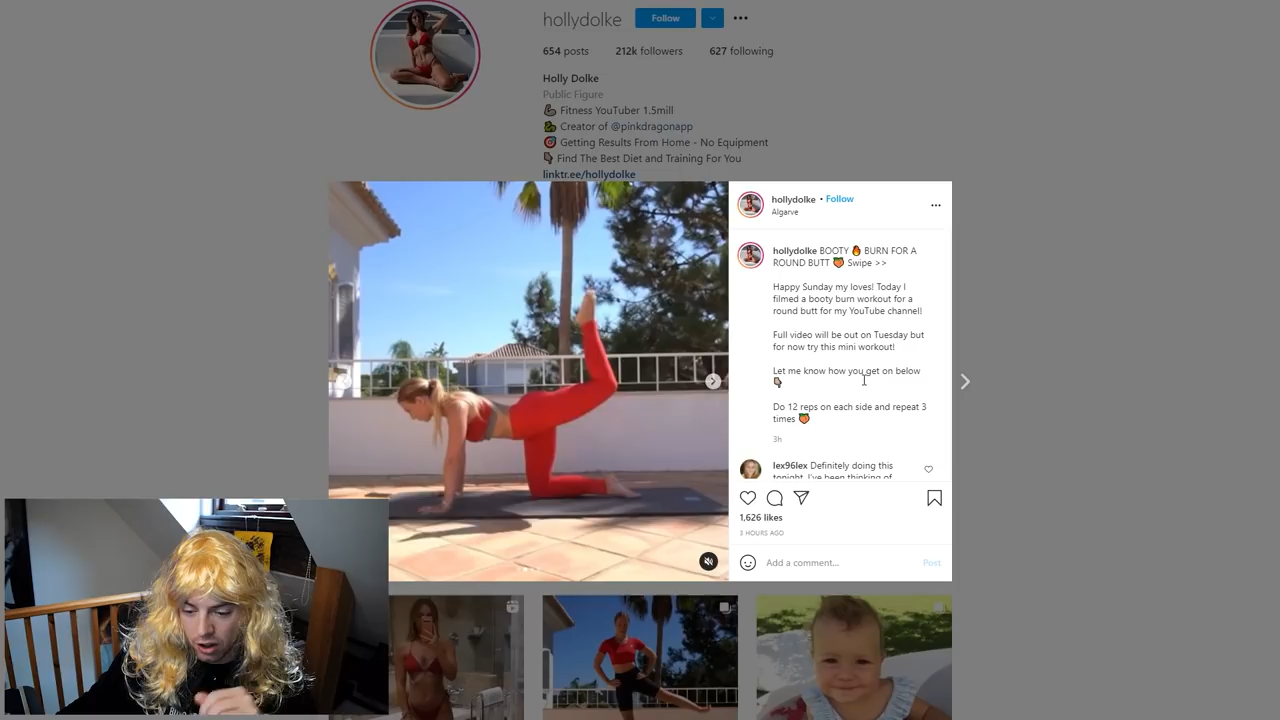 hollydolke Follow
654 posts 212k followers 627 following
Holly Dolke
Public Figure
Fitness YouTuber 1.5mill
Creator of @pinkdragonapp
Getting Results From Home - No Equipment
Find The Best Diet and Training For You
linktr.ee/hollydolke
hollydolke • Follow
Algarve
hollydolke BOOTY 🔥 BURN FOR A
ROUND BUTT 🍑 Swipe >>
Happy Sunday my loves! Today I
filmed a booty burn workout for a
round butt for my YouTube channel!
Full video will be out on Tuesday but
for now try this mini workout!
Let me know how you get on below
👇
Do 12 reps on each side and repeat 3
times 🍑
3h
lex96lex Definitely doing this
tonight. I've been thinking of
1,626 likes
3 HOURS AGO
Add a comment... Post